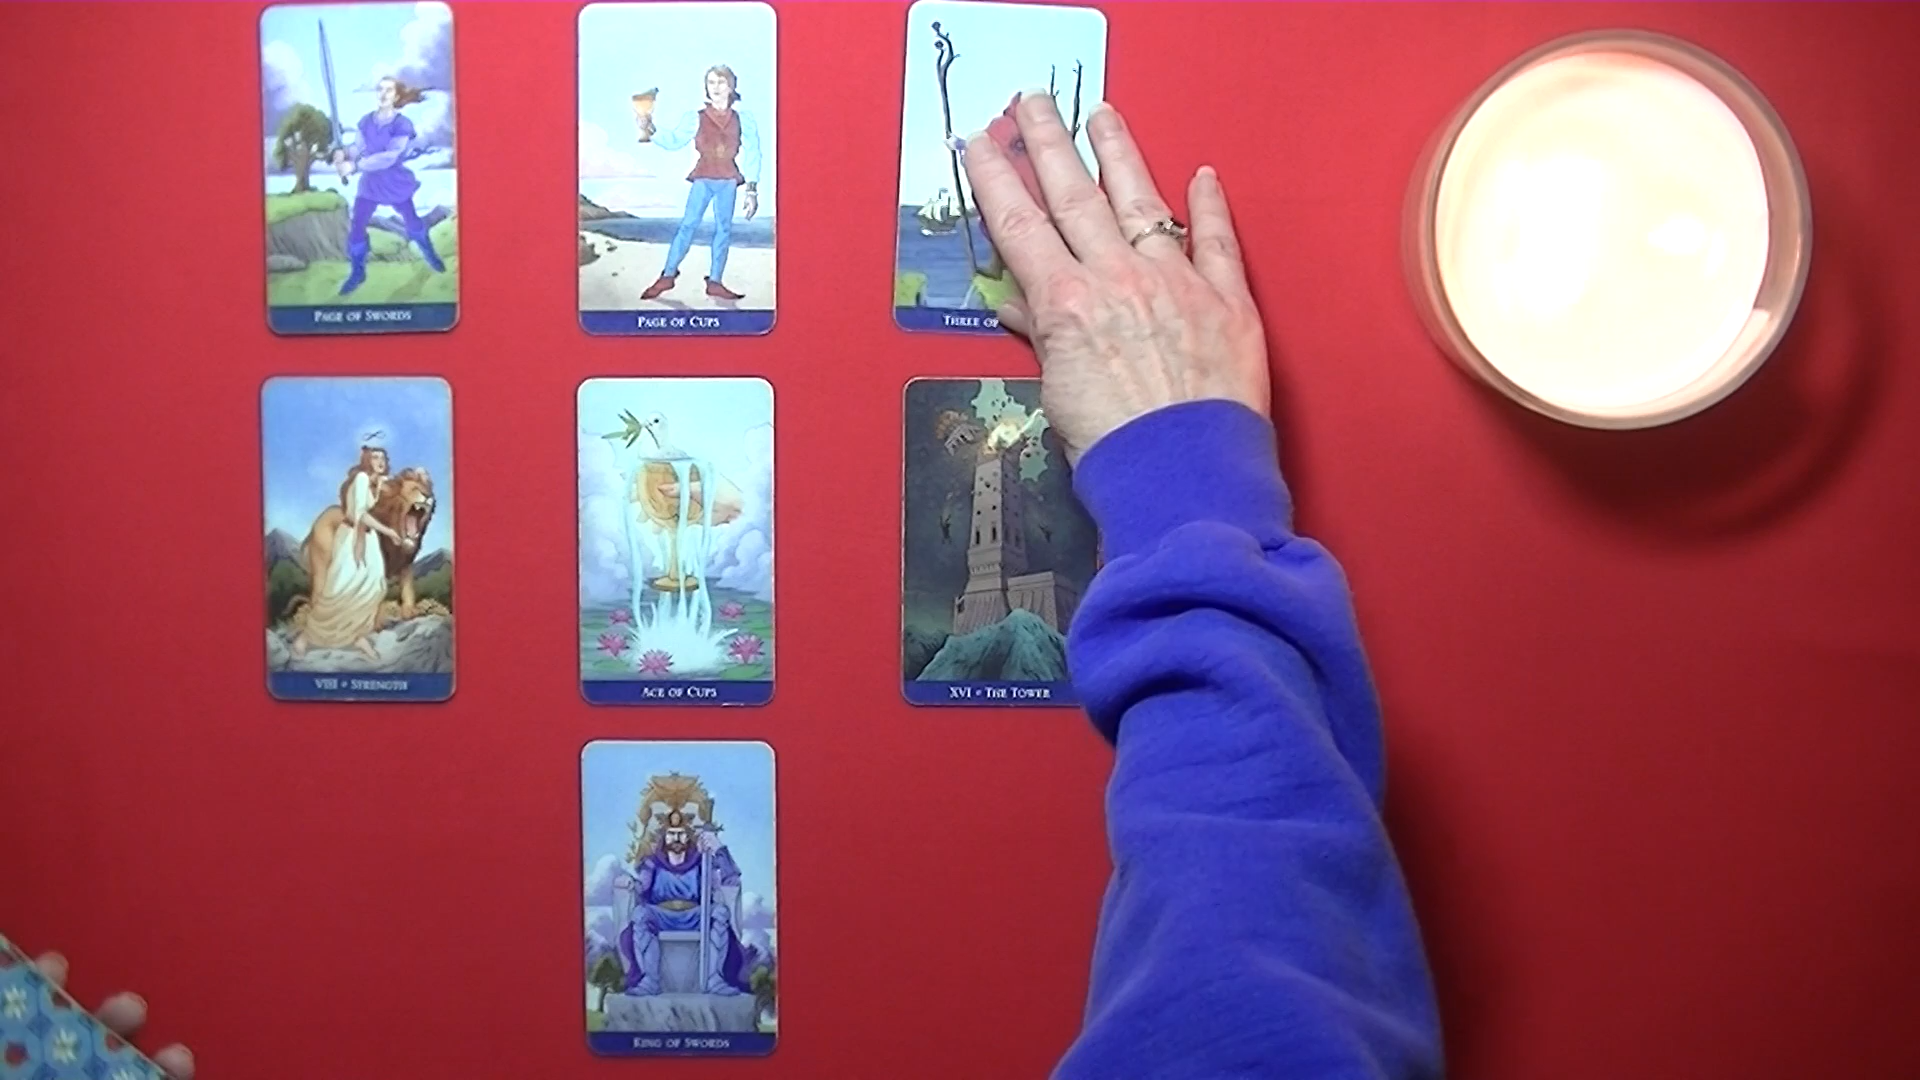 PAGE OF SWORDS
PAGE OF CUPS
THREE OF
VIII • STRENGTH
ACE OF CUPS
XVI • THE TOWER
KING OF SWORDS